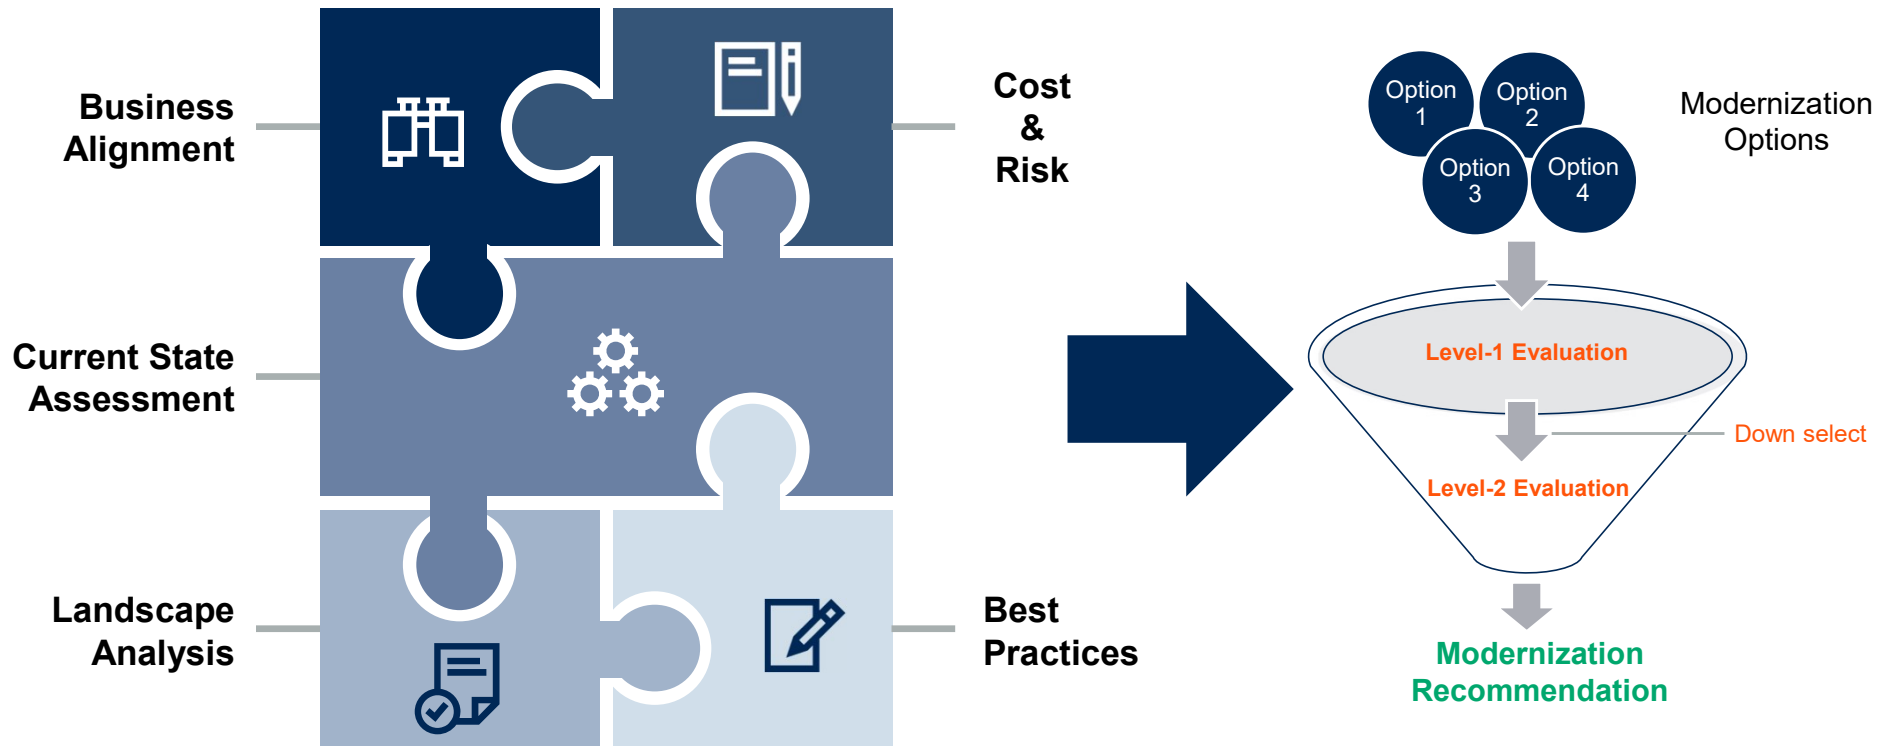 Business
Alignment
Cost
&
Risk
Current State
Assessment
Landscape
Analysis
Best
Practices
Option
1
Option
2
Option
3
Option
4
Modernization
Options
Level-1 Evaluation
Down select
Level-2 Evaluation
Modernization
Recommendation